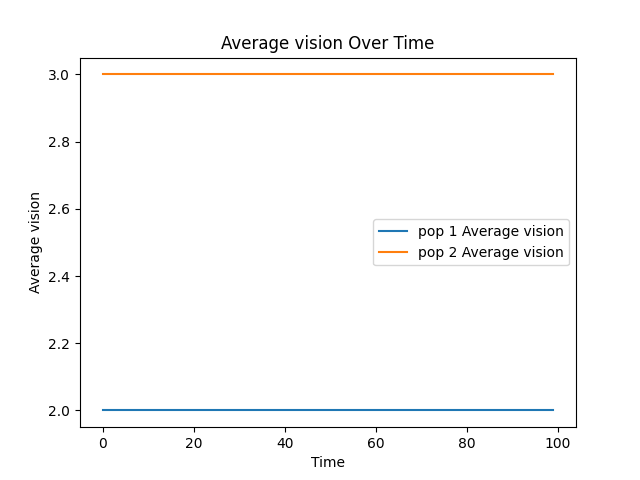 Average vision Over Time
3.0
2.8
2.6
2.4
2.2
2.0
Average vision
pop 1 Average vision
pop 2 Average vision
0 20 40 60 80 100
Time